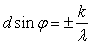 d sin φ = ± k/λ